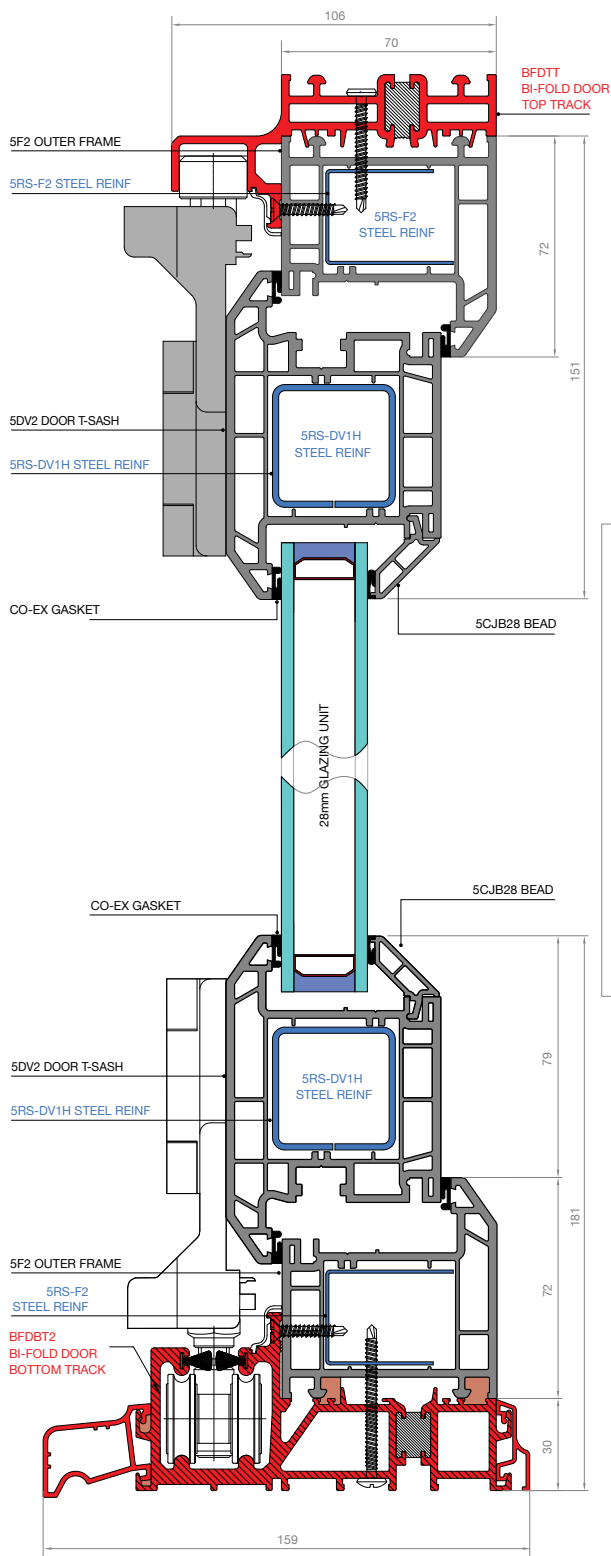 106
70
BFDTT
BI-FOLD DOOR
TOP TRACK
5F2 OUTER FRAME
5RS-F2 STEEL REINF
5RS-F2
STEEL REINF
72
151
5DV2 DOOR T-SASH
5RS-DV1H
STEEL REINF
5RS-DV1H STEEL REINF
CO-EX GASKET
5CJB28 BEAD
28mm GLAZING UNIT
CO-EX GASKET
5CJB28 BEAD
79
5DV2 DOOR T-SASH
5RS-DV1H
STEEL REINF
5RS-DV1H STEEL REINF
181
5F2 OUTER FRAME
72
5RS-F2
STEEL REINF
BFDBT2
BI-FOLD DOOR
BOTTOM TRACK
30
159